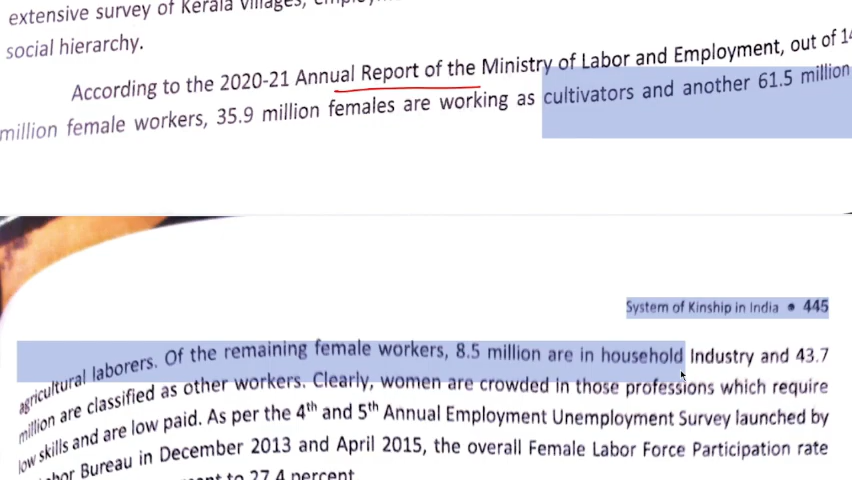 extensive survey of Kerala villages,
social hierarchy.
According to the 2020-21 Annual Report of the Ministry of Labor and Employment, out of
million female workers, 35.9 million females are working as cultivators and another 61.5 million
System of Kinship in India • 445
agricultural laborers. Of the remaining female workers, 8.5 million are in household Industry and 43.7
million are classified as other workers. Clearly, women are crowded in those professions which require
low skills and are low paid. As per the 4th and 5th Annual Employment Unemployment Survey launched by
Bureau in December 2013 and April 2015, the overall Female Labor Force Participation rate
to 27.4 percent